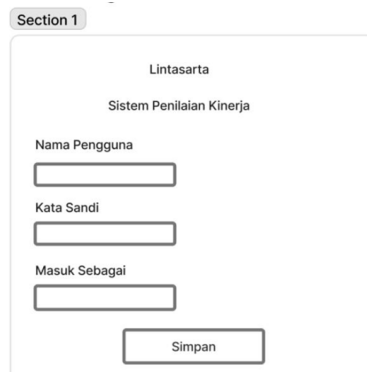 Section 1
Lintasarta
Sistem Penilaian Kinerja
Nama Pengguna
Kata Sandi
Masuk Sebagai
Simpan